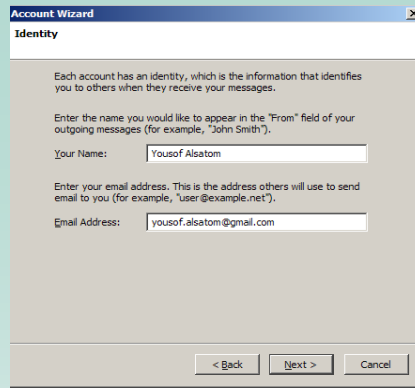 Account Wizard
Identity
Each account has an identity, which is the information that identifies
you to others when they receive your messages.
Enter the name you would like to appear in the "From" field of your
outgoing messages (for example, "John Smith").
Your Name: Yousof Alsatom
Enter your email address. This is the address others will use to send
email to you (for example, "user@example.net").
Email Address: yousof.alsatom@gmail.com
< Back Next > Cancel